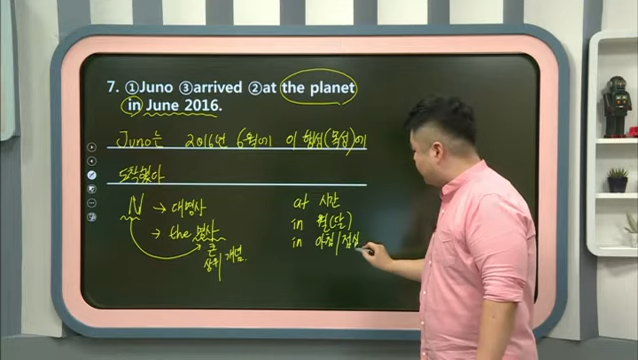 7. ①Juno ③arrived ②at the planet
in June 2016.
Juno는 2016년 6월에 이 행성(목성)에
도착했다
N → 대명사
→ the 명사
큰
상위 개념.
at 시간
in 월(달)
in 아침/점심